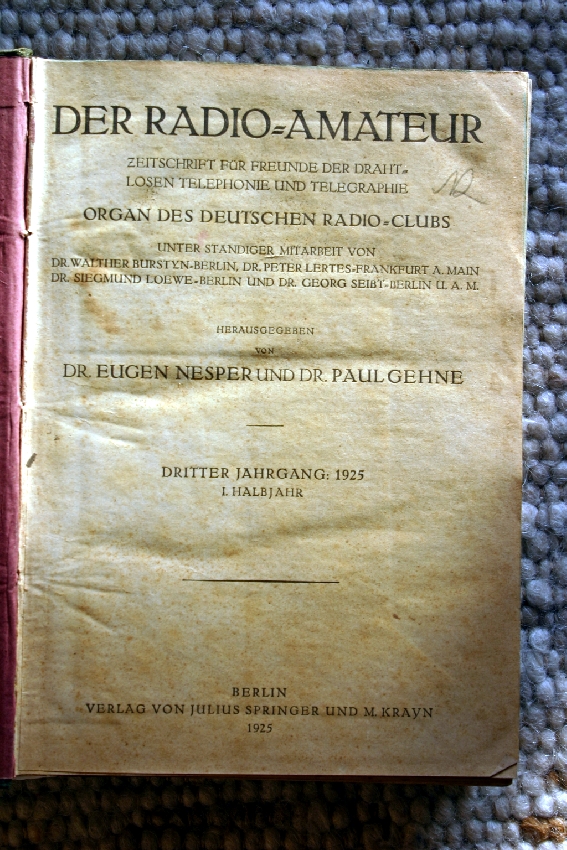 DER RADIO=AMATEUR
ZEITSCHRIFT FÜR FREUNDE DER DRAHT=
LOSEN TELEPHONIE UND TELEGRAPHIE
ORGAN DES DEUTSCHEN RADIO=CLUBS
UNTER STÄNDIGER MITARBEIT VON
DR. WALTHER BURSTYN-BERLIN, DR. PETER LERTES-FRANKFURT A. MAIN
DR. SIEGMUND LOEWE-BERLIN UND DR. GEORG SEIBT-BERLIN U. A. M.
HERAUSGEGEBEN
VON
DR. EUGEN NESPER UND DR. PAUL GEHNE
DRITTER JAHRGANG: 1925
I. HALBJAHR
BERLIN
VERLAG VON JULIUS SPRINGER UND M. KRAYN
1925